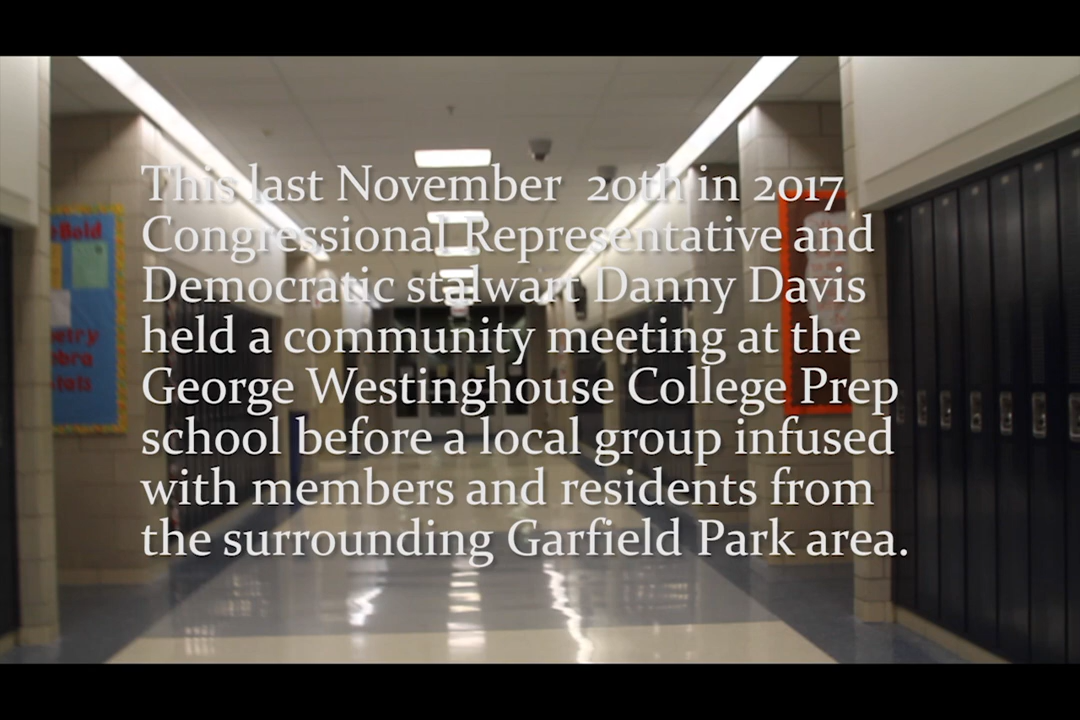 This last November 20th in 2017
Congressional Representative and
Democratic stalwart Danny Davis
held a community meeting at the
George Westinghouse College Prep
school before a local group infused
with members and residents from
the surrounding Garfield Park area.
Bold